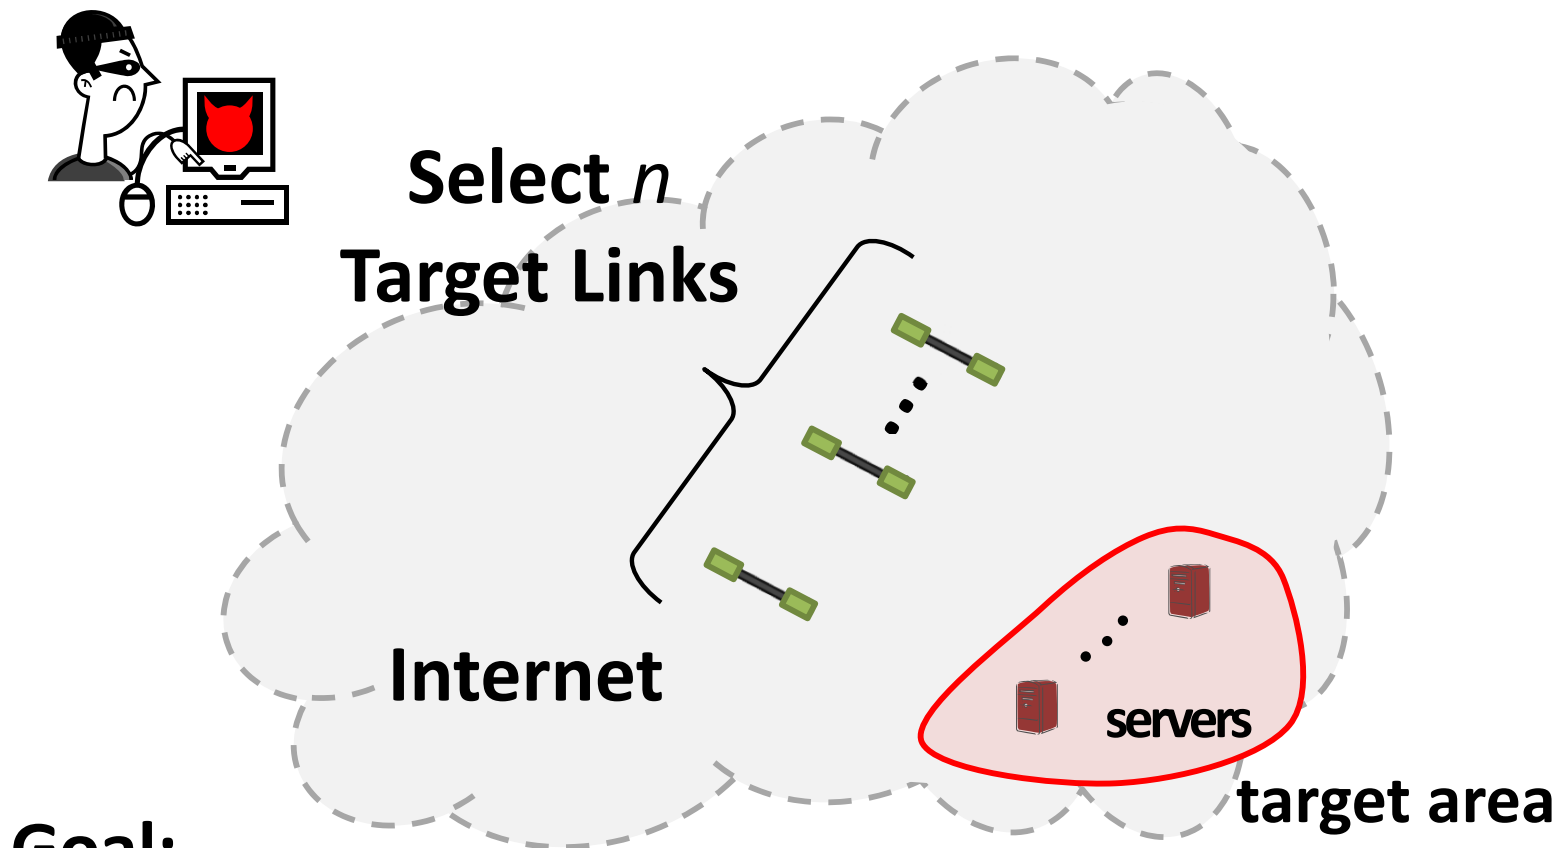 Select n
Target Links
Internet
servers
target area
Goal: